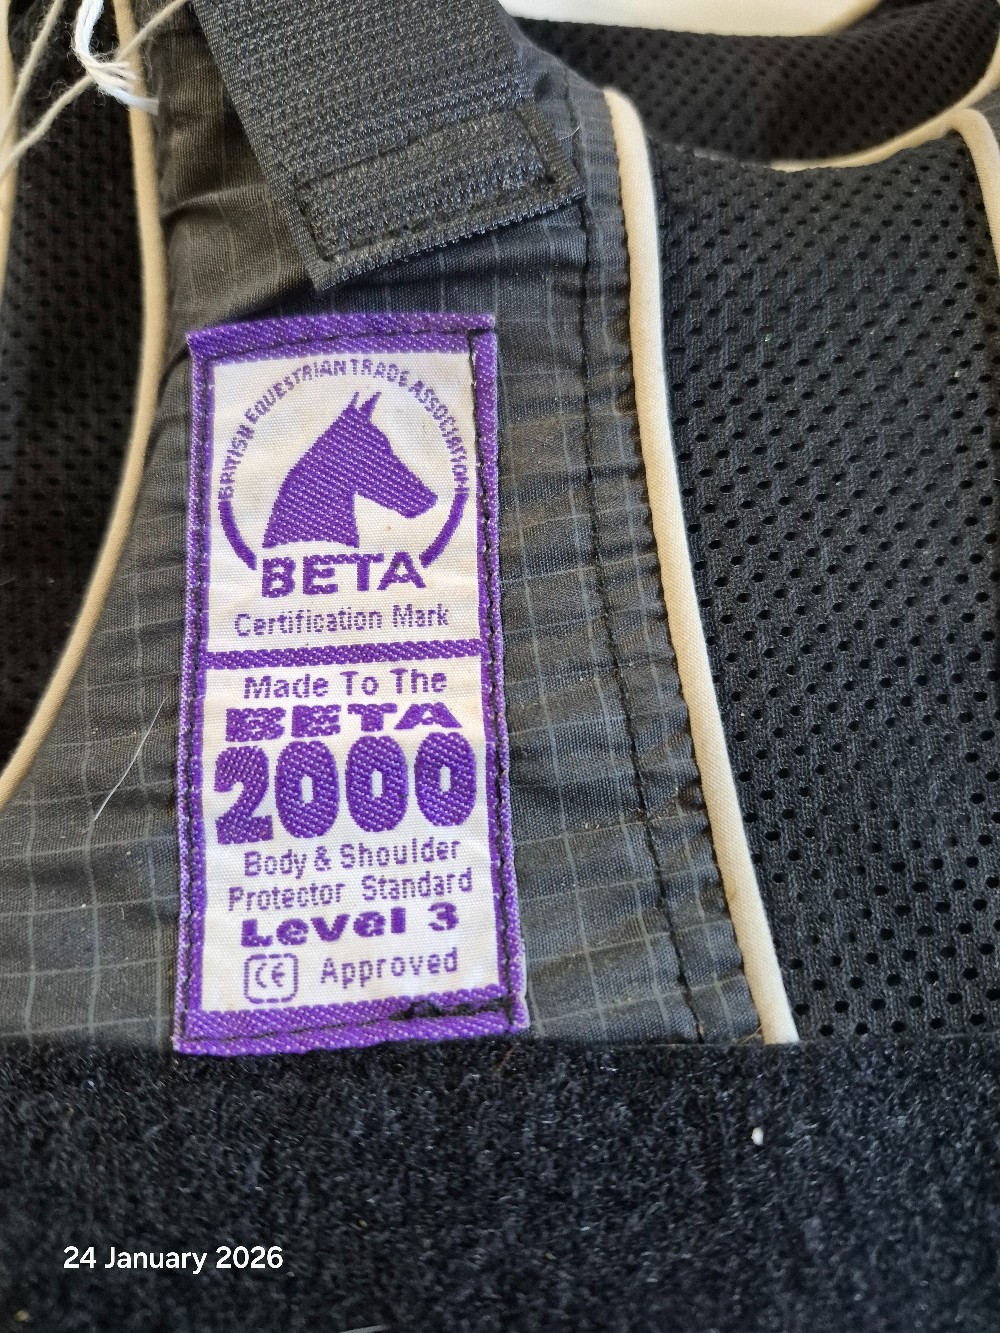 BRITISH EQUESTRIAN TRADE ASSOCIATION
BETA
Certification Mark
Made To The
BETA
2000
Body & Shoulder
Protector Standard
Level 3
CE Approved
24 January 2026